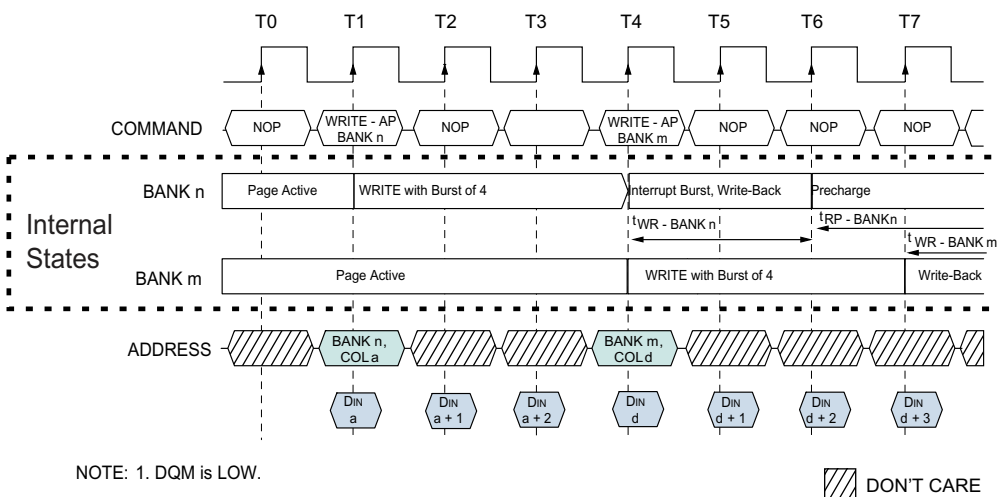 T0 T1 T2 T3 T4 T5 T6 T7
COMMAND NOP WRITE - AP BANK n NOP WRITE - AP BANK m NOP NOP NOP
Internal States
BANK n Page Active WRITE with Burst of 4 Interrupt Burst, Write-Back Precharge
tWR - BANK n tRP - BANK n
tWR - BANK m
BANK m Page Active WRITE with Burst of 4 Write-Back
ADDRESS BANK n, COL a BANK m, COL d
DIN a DIN a + 1 DIN a + 2 DIN d DIN d + 1 DIN d + 2 DIN d + 3
NOTE: 1. DQM is LOW.
DON'T CARE